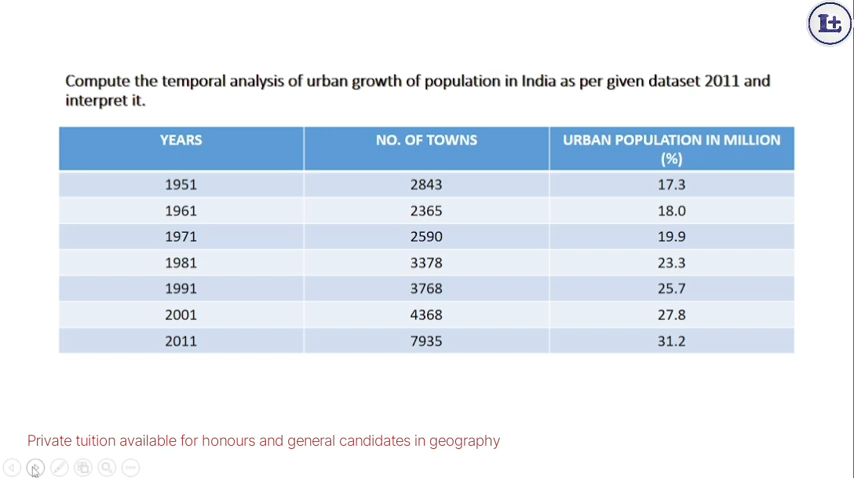 Lt
Compute the temporal analysis of urban growth of population in India as per given dataset 2011 and
interpret it.
YEARS NO. OF TOWNS URBAN POPULATION IN MILLION
(%)
1951 2843 17.3
1961 2365 18.0
1971 2590 19.9
1981 3378 23.3
1991 3768 25.7
2001 4368 27.8
2011 7935 31.2
Private tuition available for honours and general candidates in geography